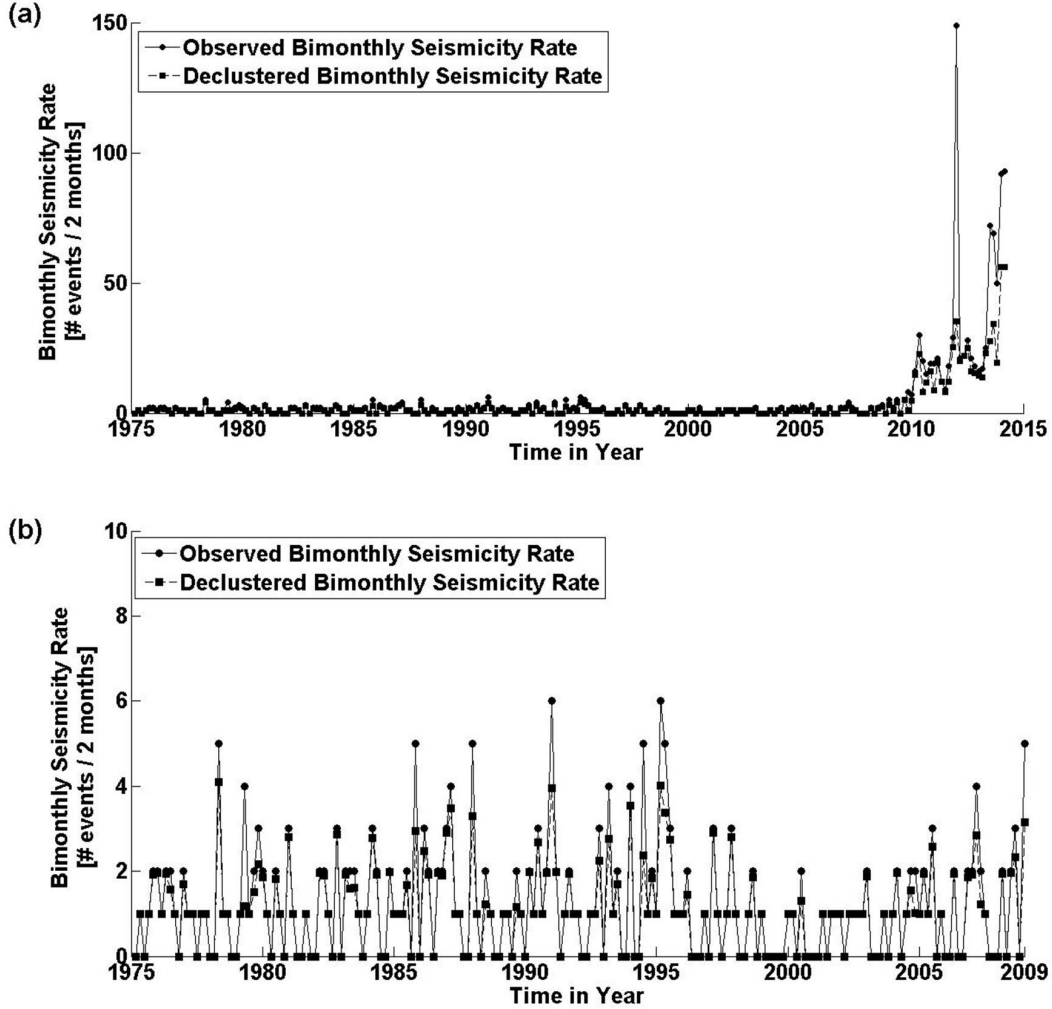 (a)
150
100
50
0
Bimonthly Seismicity Rate
[# events / 2 months]
Observed Bimonthly Seismicity Rate
Declustered Bimonthly Seismicity Rate
1975 1980 1985 1990 1995 2000 2005 2010 2015
Time in Year
(b)
10
8
6
4
2
0
Bimonthly Seismicity Rate
[# events / 2 months]
Observed Bimonthly Seismicity Rate
Declustered Bimonthly Seismicity Rate
1975 1980 1985 1990 1995 2000 2005 2009
Time in Year